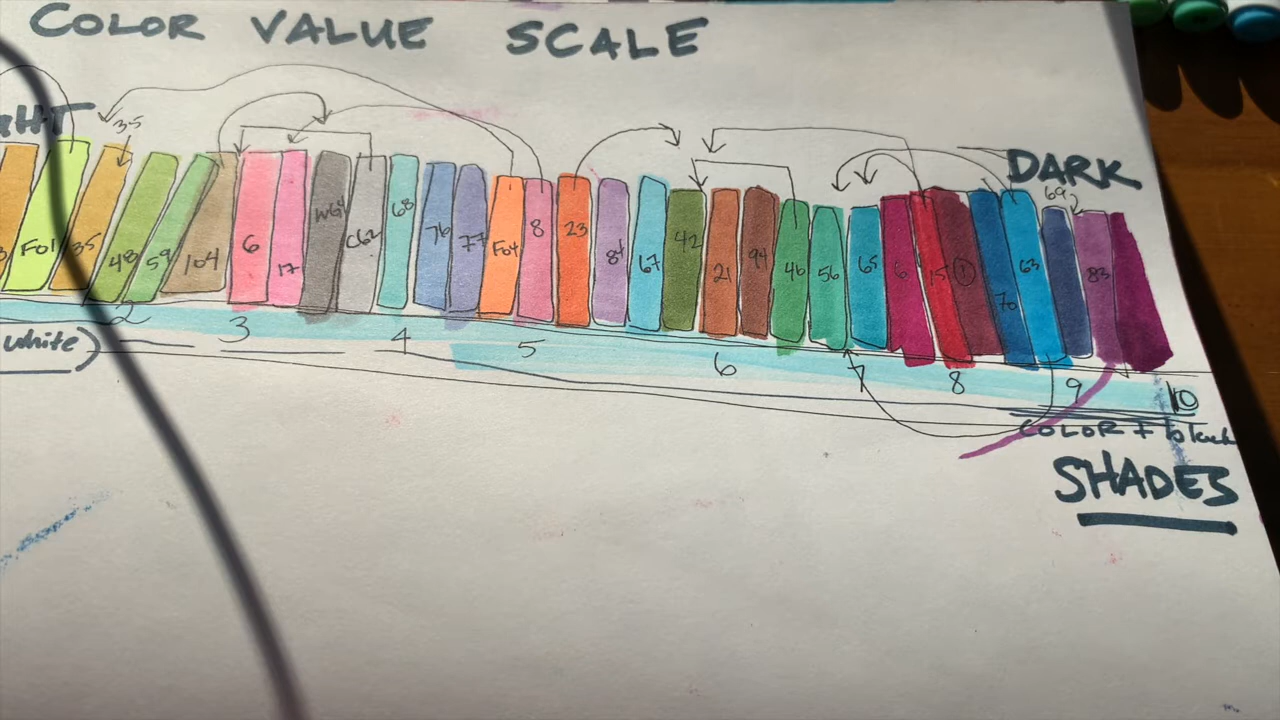 COLOR VALUE SCALE
35
DARK
69
F01 35 48 59 104 6 17 WG4 CG2 68 76 77 F04 8 23 84 67 42 21 94 46 56 65 6 15 1 70 63 83
2 3 4 5 6 7 8 9 10
white)
COLOR + black
SHADES